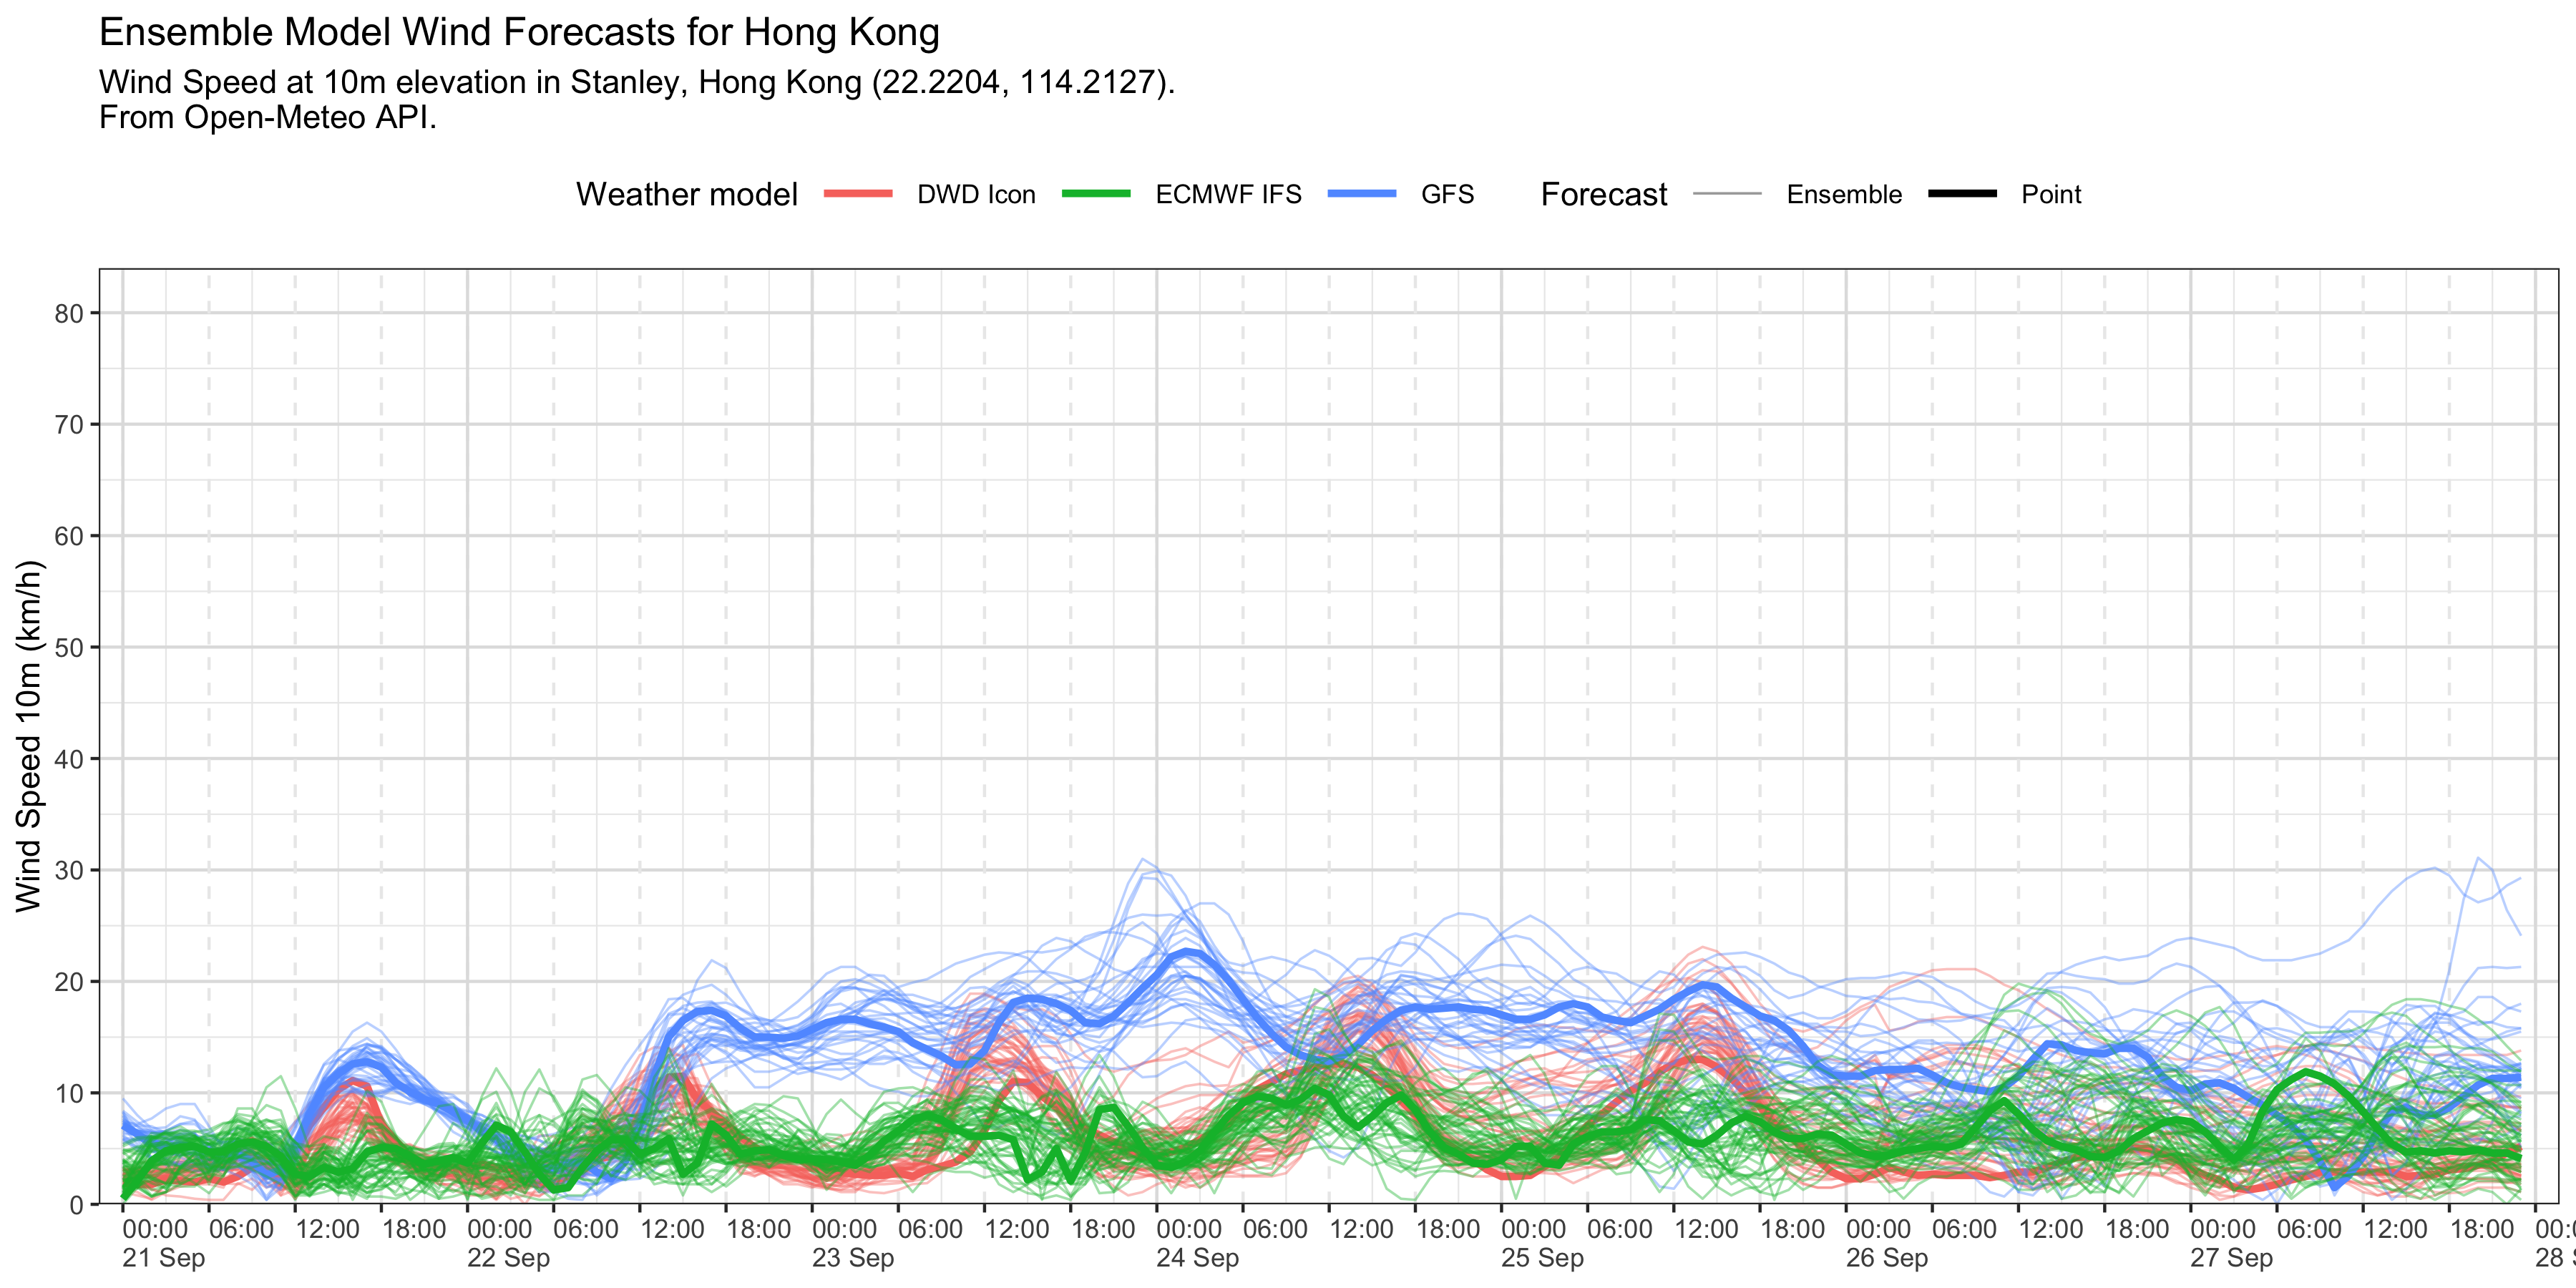 Ensemble Model Wind Forecasts for Hong Kong
Wind Speed at 10m elevation in Stanley, Hong Kong (22.2204, 114.2127).
From Open-Meteo API.
Weather model DWD Icon ECMWF IFS GFS Forecast Ensemble Point
Wind Speed 10m (km/h)
80
70
60
50
40
30
20
10
0
00:00 06:00 12:00 18:00 00:00 06:00 12:00 18:00 00:00 06:00 12:00 18:00 00:00 06:00 12:00 18:00 00:00 06:00 12:00 18:00 00:00 06:00 12:00 18:00 00:00 06:00 12:00 18:00 00:0
21 Sep 22 Sep 23 Sep 24 Sep 25 Sep 26 Sep 27 Sep 28 S